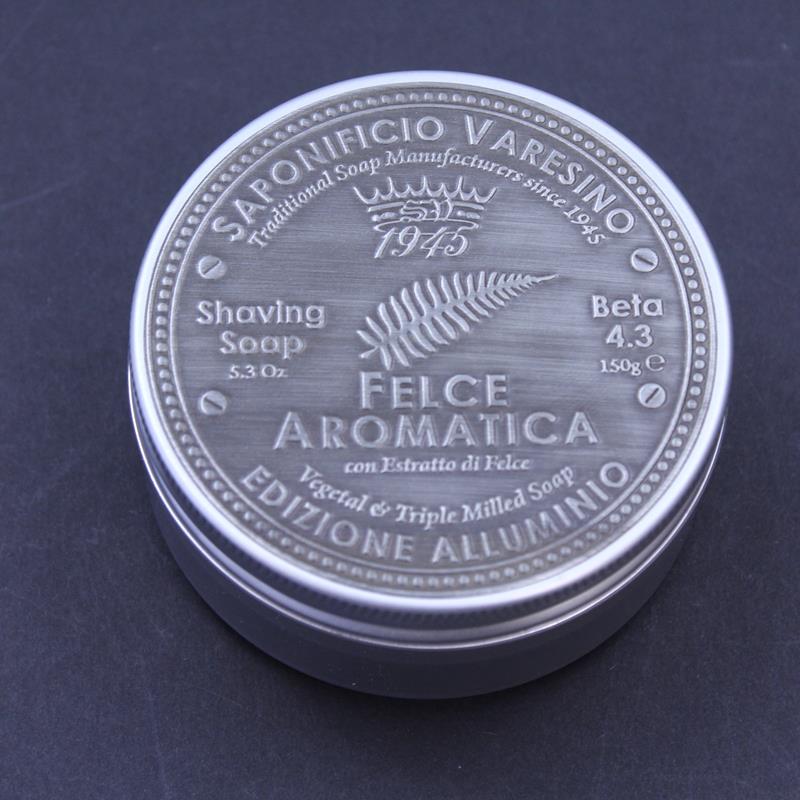 SAPONIFICIO VARESINO
Traditional Soap Manufacturers since 1945
SV
1945
Shaving
Soap
5.3 Oz
Beta
4.3
150g e
FELCE
AROMATICA
con Estratto di Felce
Vegetal & Triple Milled Soap
EDIZIONE ALLUMINIO